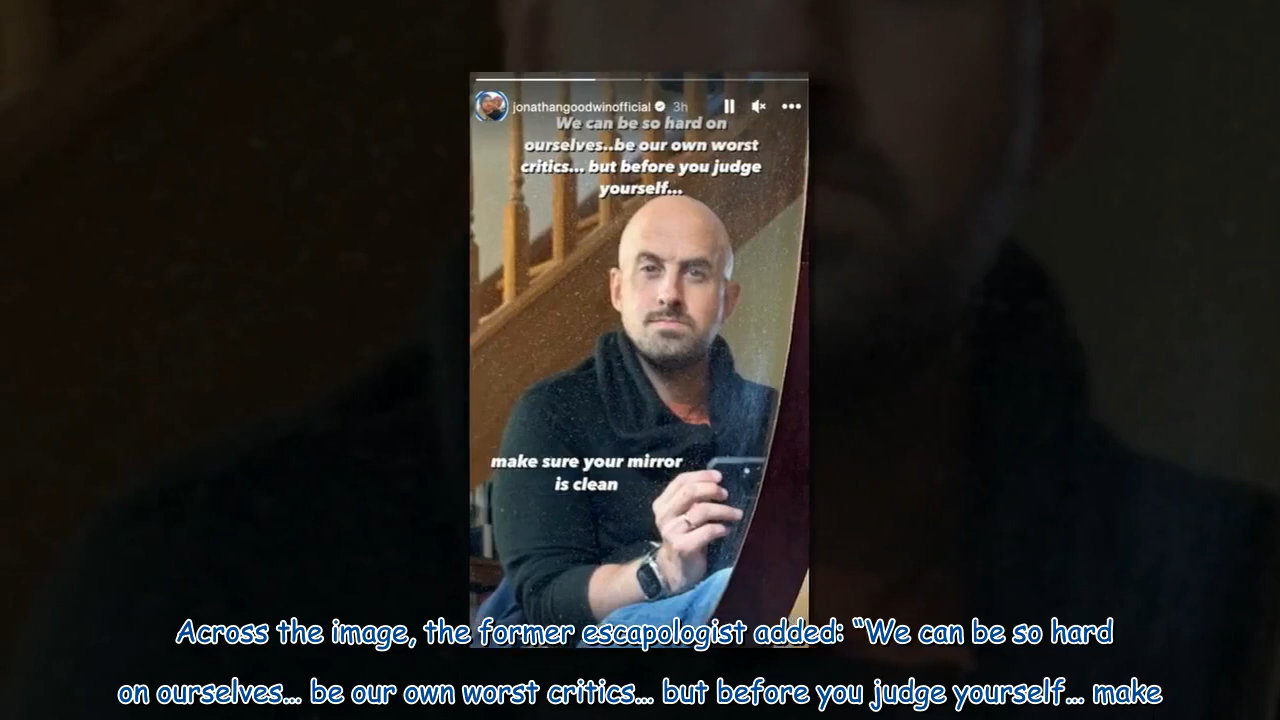 jonathangoodwinofficial 3h
We can be so hard on
ourselves..be our own worst
critics... but before you judge
yourself...
make sure your mirror
is clean
Across the image, the former escapologist added: “We can be so hard
on ourselves... be our own worst critics... but before you judge yourself... make